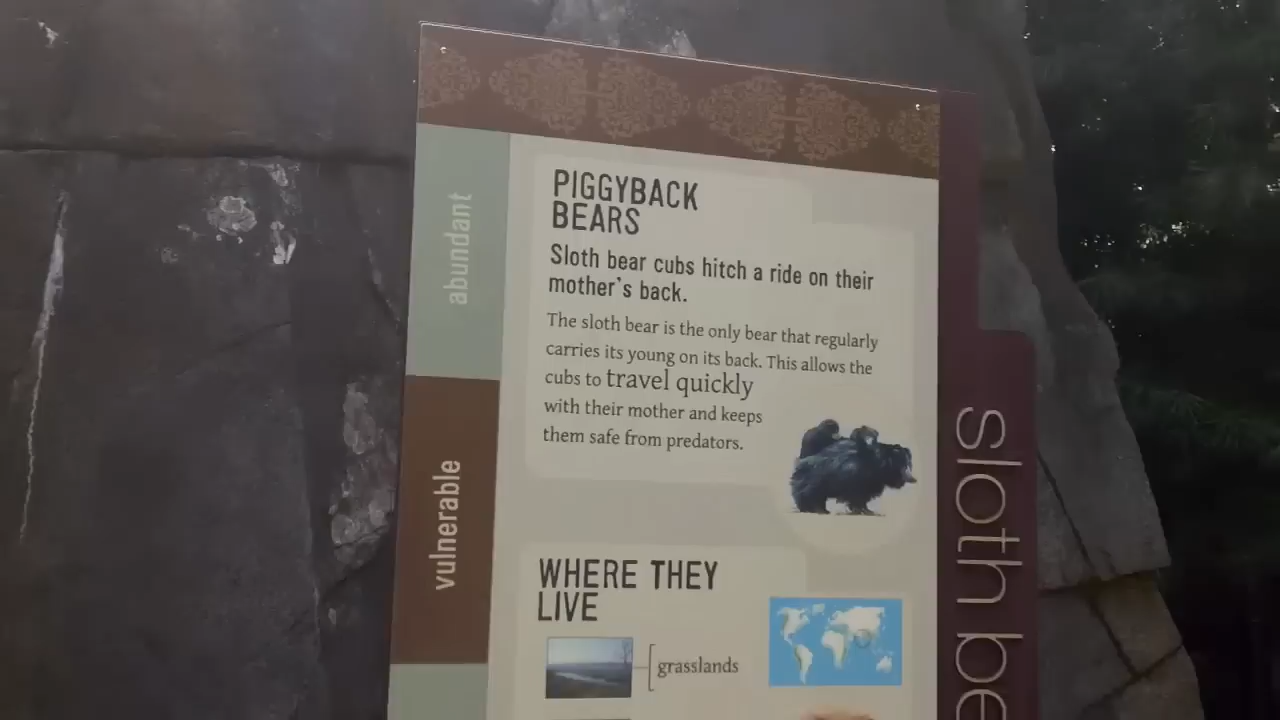 abundant
vulnerable
PIGGYBACK
BEARS
Sloth bear cubs hitch a ride on their
mother's back.
The sloth bear is the only bear that regularly
carries its young on its back. This allows the
cubs to travel quickly
with their mother and keeps
them safe from predators.
WHERE THEY
LIVE
grasslands
sloth be